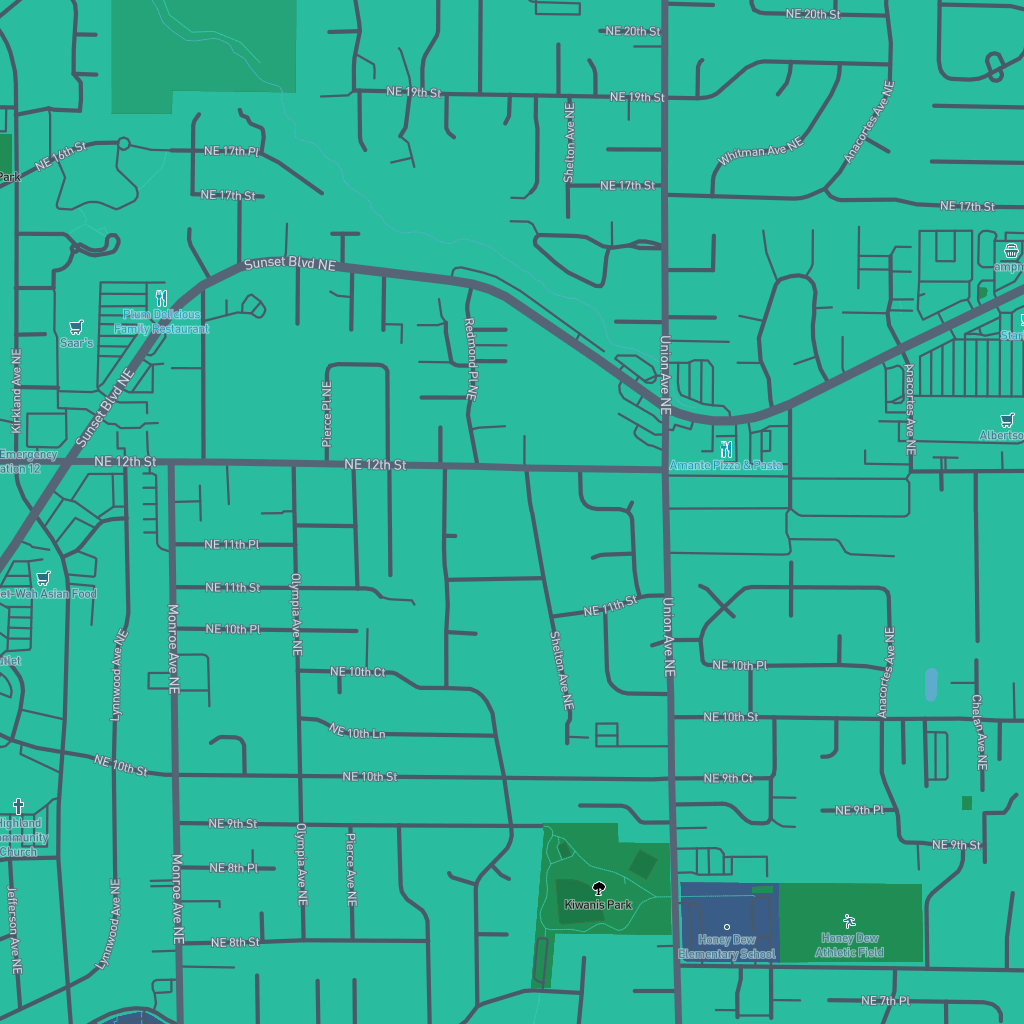 NE 20th St
NE 20th St
NE 19th St
NE 19th St
Shelton Ave NE
Anacortes Ave NE
Whitman Ave NE
NE 16th St
NE 17th Pl
Park
NE 17th St
NE 17th St
NE 17th St
Sunset Blvd NE
Plum Delicious
Family Restaurant
Saar's
Redmond Pl NE
Union Ave NE
Kirkland Ave NE
Sunset Blvd NE
Pierce Pl NE
Anacortes Ave NE
Emergency
NE 12th St
NE 12th St
Amante Pizza & Pasta
NE 11th Pl
NE 11th St
Olympia Ave NE
NE 11th St
Union Ave NE
Monroe Ave NE
NE 10th Pl
Lynnwood Ave NE
Shelton Ave NE
Anacortes Ave NE
NE 10th Ct
NE 10th Pl
NE 10th St
NE 10th Ln
Chelan Ave NE
NE 10th St
NE 10th St
NE 9th Ct
NE 9th Pl
NE 9th St
NE 9th St
Highland
Community
Church
Olympia Ave NE
Pierce Ave NE
NE 8th Pl
Monroe Ave NE
Jefferson Ave NE
Lynnwood Ave NE
Kiwanis Park
NE 8th St
Honey Dew
Elementary School
Honey Dew
Athletic Field
NE 7th Pl